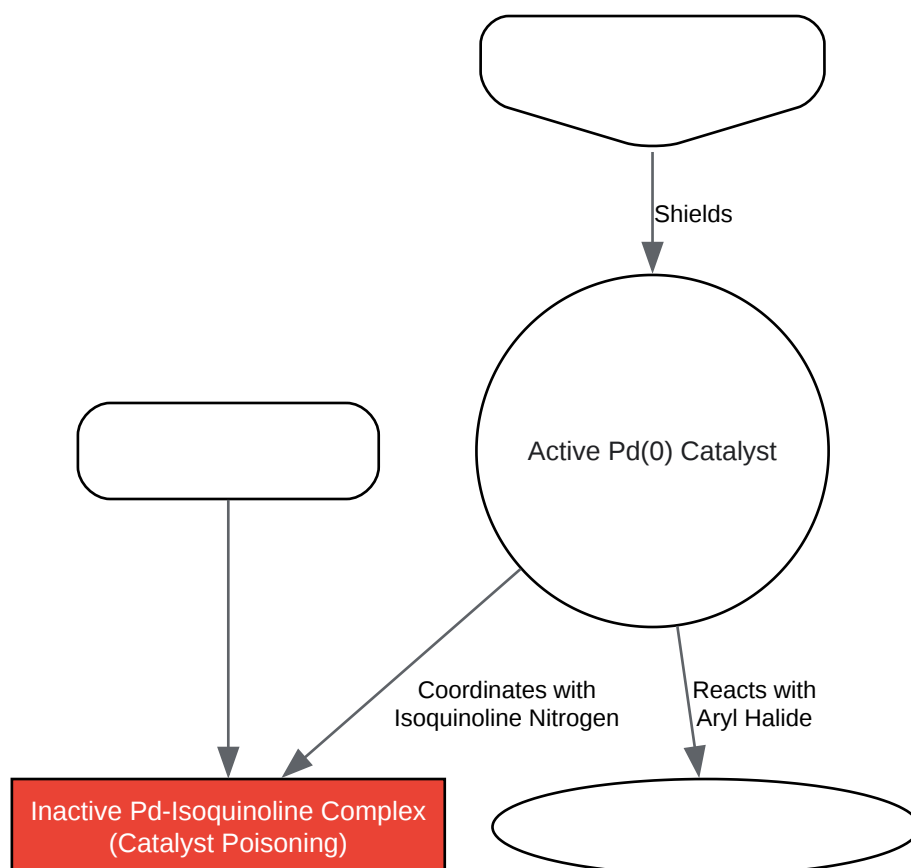 Shields
Active Pd(0) Catalyst
Coordinates with
Isoquinoline Nitrogen
Reacts with
Aryl Halide
Inactive Pd-Isoquinoline Complex
(Catalyst Poisoning)